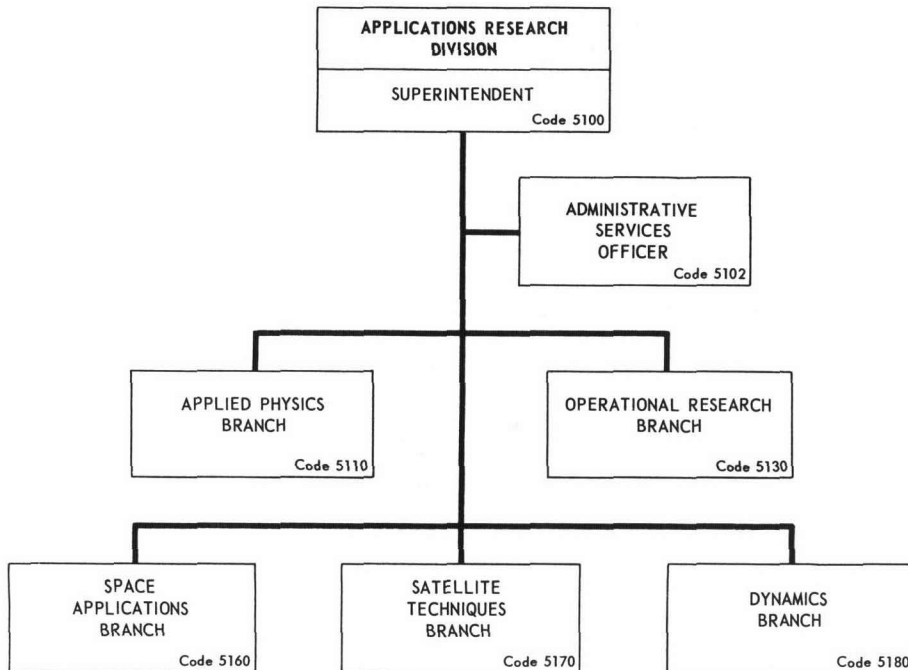 APPLICATIONS RESEARCH
DIVISION
SUPERINTENDENT
Code 5100
ADMINISTRATIVE
SERVICES
OFFICER
Code 5102
APPLIED PHYSICS
BRANCH
Code 5110
OPERATIONAL RESEARCH
BRANCH
Code 5130
SPACE
APPLICATIONS
BRANCH
Code 5160
SATELLITE
TECHNIQUES
BRANCH
Code 5170
DYNAMICS
BRANCH
Code 5180